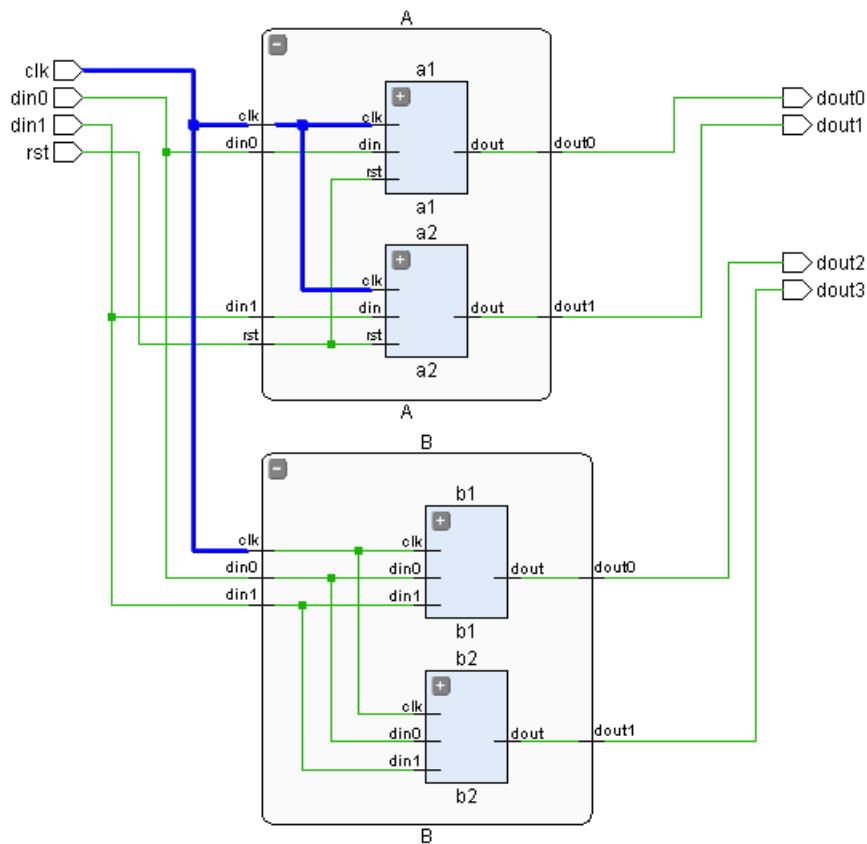 A
clk
din0
din1
rst
a1
clk
clk
din0
din
rst
dout
dout0
a1
a2
clk
din1
din
rst
rst
dout
dout1
a2
A
dout0
dout1
dout2
dout3
B
b1
clk
clk
din0
din0
din1
din1
dout
dout0
b1
b2
clk
din0
din1
dout
dout1
b2
B